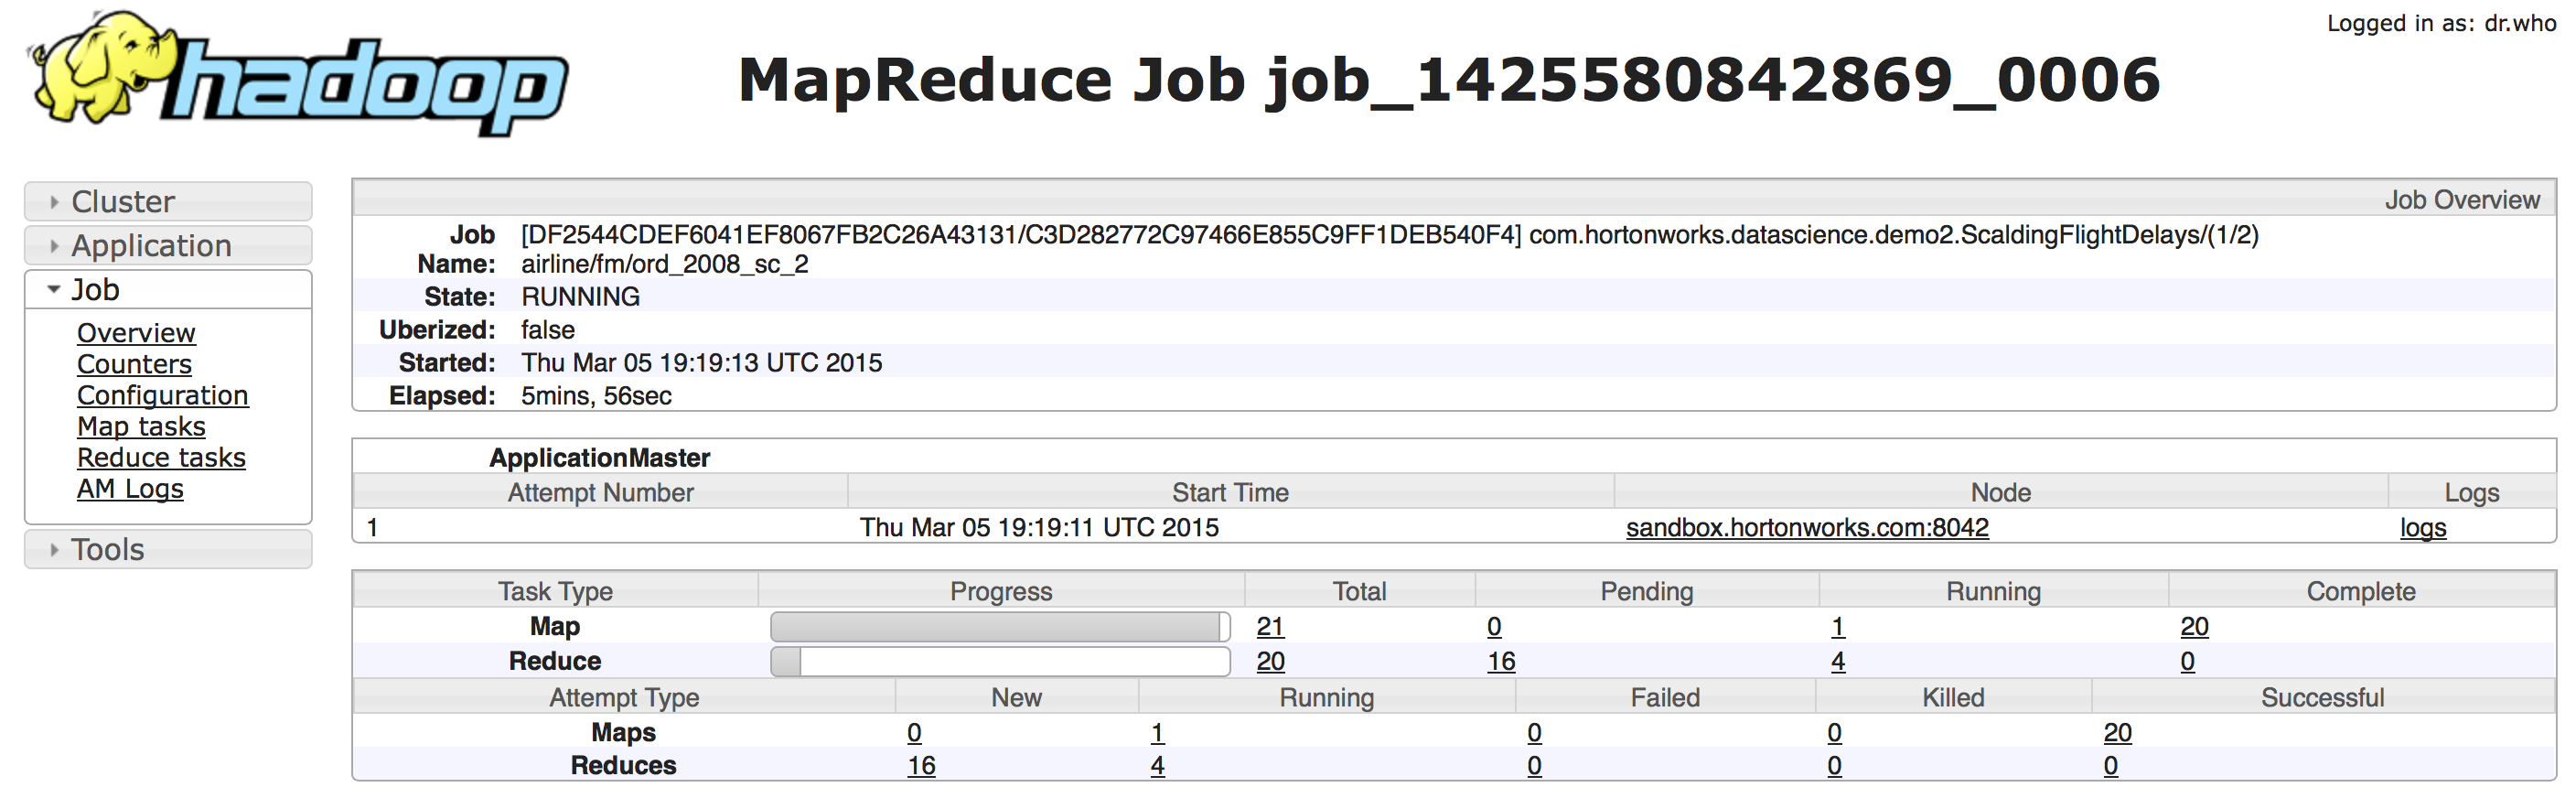 Logged in as: dr.who
hadoop
MapReduce Job job_1425580842869_0006
Cluster
Application
Job
Overview
Counters
Configuration
Map tasks
Reduce tasks
AM Logs
Tools
Job Overview
Job Name: [DF2544CDEF6041EF8067FB2C26A43131/C3D282772C97466E855C9FF1DEB540F4] com.hortonworks.datascience.demo2.ScaldingFlightDelays/(1/2)
airline/fm/ord_2008_sc_2
State: RUNNING
Uberized: false
Started: Thu Mar 05 19:19:13 UTC 2015
Elapsed: 5mins, 56sec
ApplicationMaster
Attempt Number Start Time Node Logs
1 Thu Mar 05 19:19:11 UTC 2015 sandbox.hortonworks.com:8042 logs
Task Type Progress Total Pending Running Complete
Map 21 0 1 20
Reduce 20 16 4 0
Attempt Type New Running Failed Killed Successful
Maps 0 1 0 0 20
Reduces 16 4 0 0 0